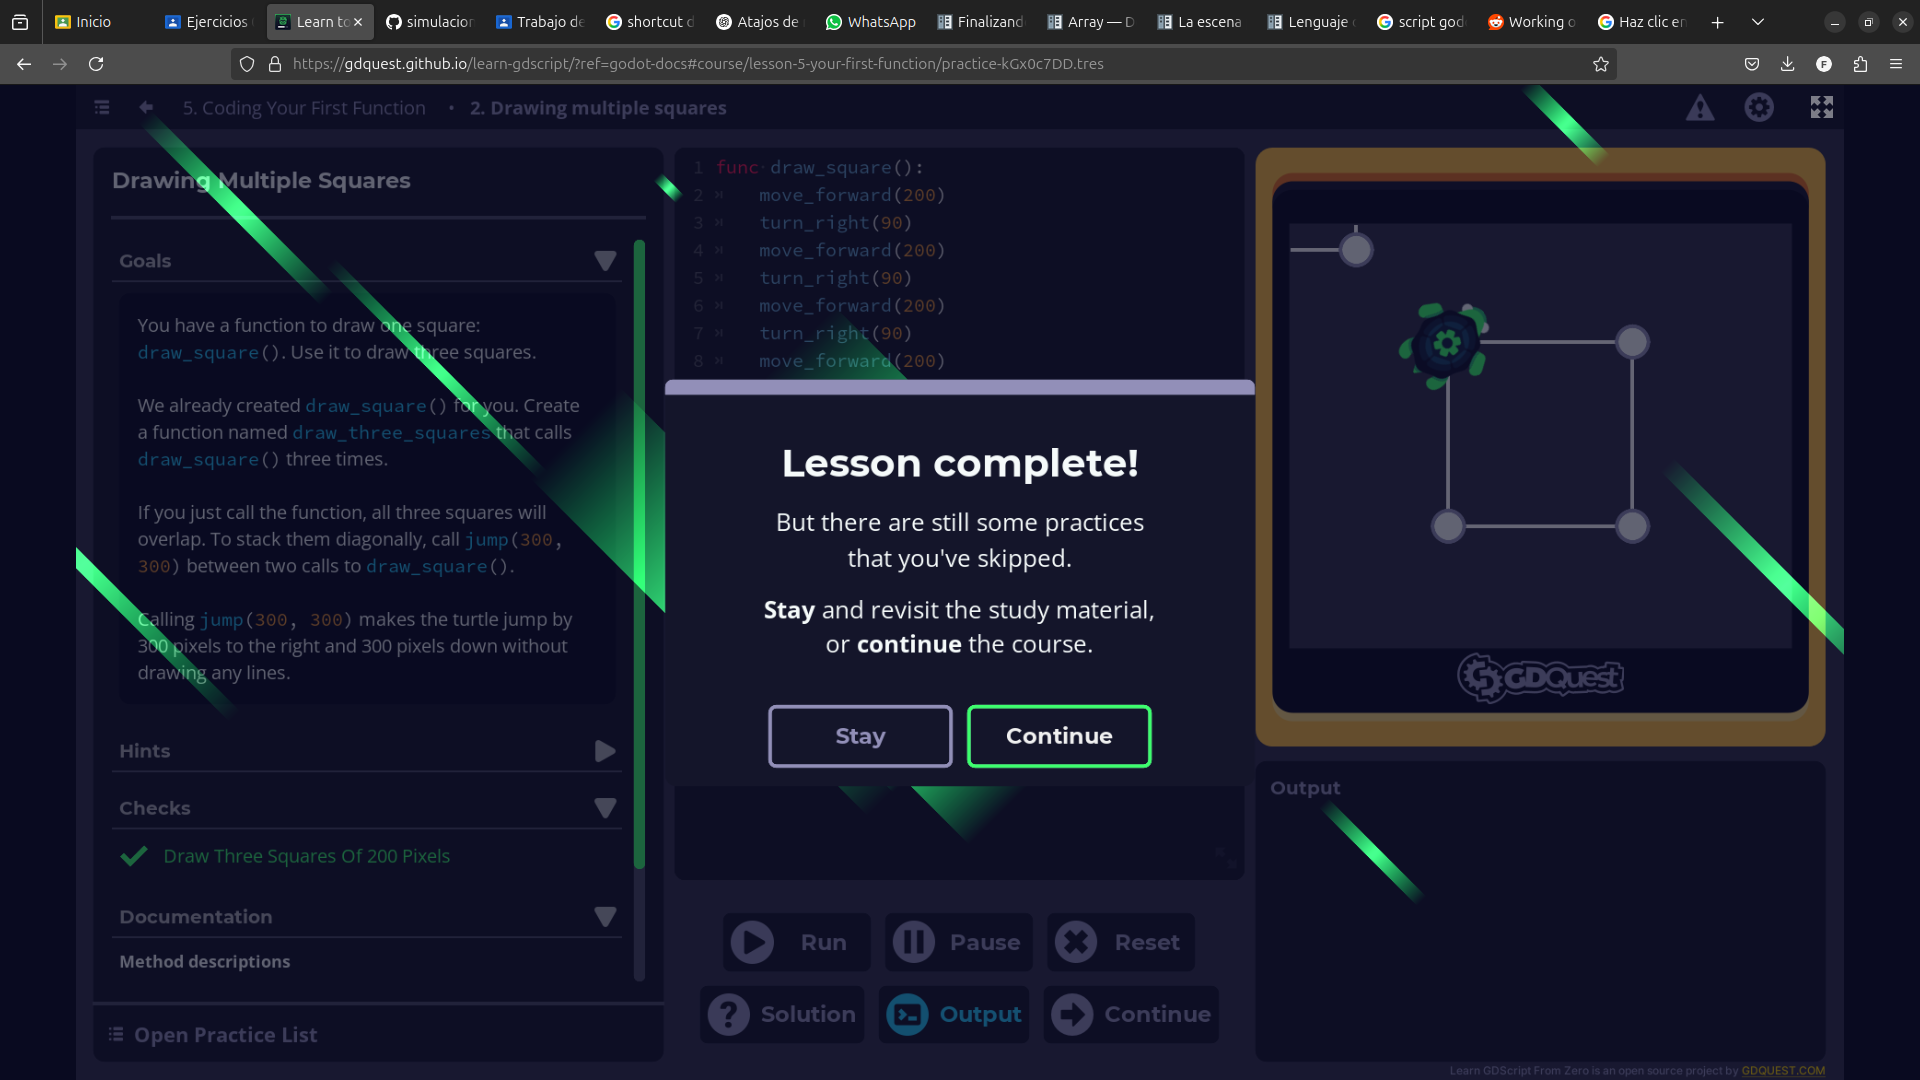 Inicio
Ejercicios
Learn to
simulacion
Trabajo de
shortcut d
Atajos de
WhatsApp
Finalizand
Array — D
La escena
Lenguaje
script god
Working o
Haz clic en
https://gdquest.github.io/learn-gdscript/?ref=godot-docs#course/lesson-5-your-first-function/practice-kGx0c7DD.tres
5. Coding Your First Function • 2. Drawing multiple squares
Drawing Multiple Squares
Goals
You have a function to draw one square:
draw_square(). Use it to draw three squares.
We already created draw_square() for you. Create
a function named draw_three_squares that calls
draw_square() three times.
If you just call the function, all three squares will
overlap. To stack them diagonally, call jump(300,
300) between two calls to draw_square().
Calling jump(300, 300) makes the turtle jump by
300 pixels to the right and 300 pixels down without
drawing any lines.
Hints
Checks
Draw Three Squares Of 200 Pixels
Documentation
Method descriptions
Open Practice List
1 func draw_square():
2 move_forward(200)
3 turn_right(90)
4 move_forward(200)
5 turn_right(90)
6 move_forward(200)
7 turn_right(90)
8 move_forward(200)
Lesson complete!
But there are still some practices
that you've skipped.
Stay and revisit the study material,
or continue the course.
Stay
Continue
Run
Pause
Reset
Solution
Output
Continue
GDQuest
Output
Learn GDScript From Zero is an open source project by GDQUEST.COM